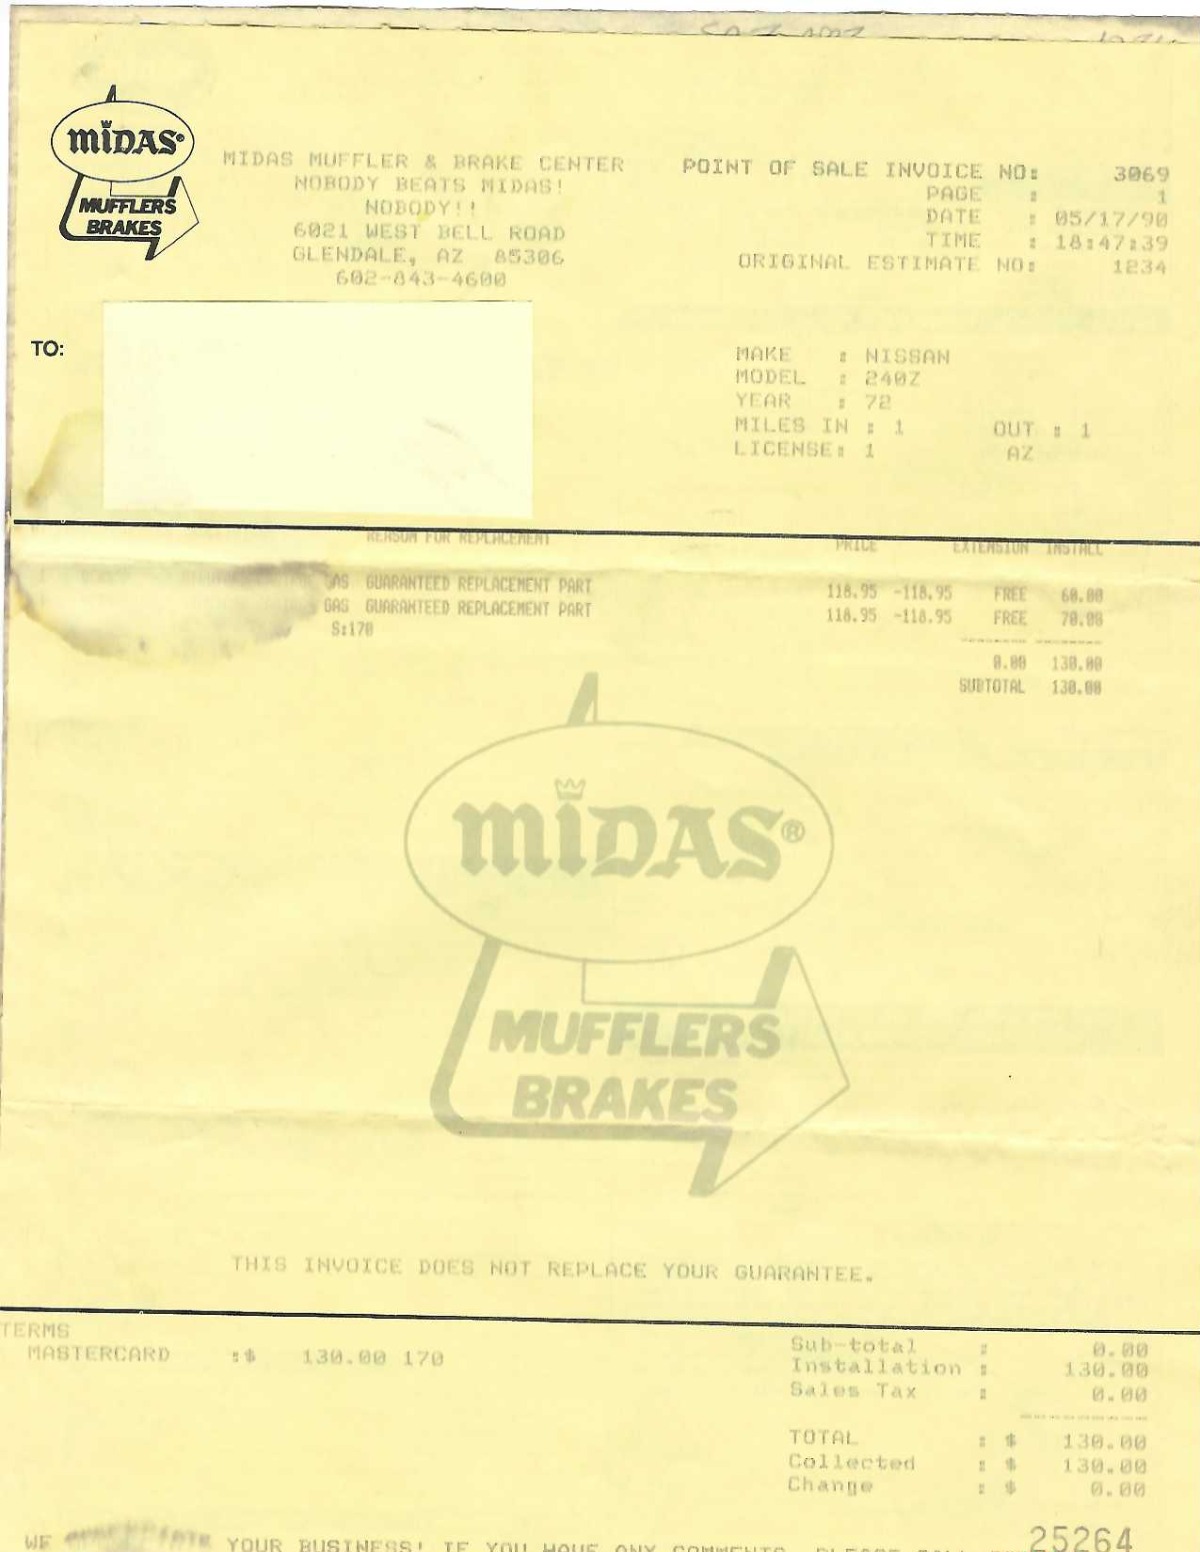 MIDAS®
MUFFLERS
BRAKES
MIDAS MUFFLER & BRAKE CENTER
NOBODY BEATS MIDAS!
NOBODY!!
6021 WEST BELL ROAD
GLENDALE, AZ 85306
602-843-4600
POINT OF SALE INVOICE NO: 3069
PAGE : 1
DATE : 05/17/90
TIME : 18:47:39
ORIGINAL ESTIMATE NO: 1234
TO:
MAKE : NISSAN
MODEL : 240Z
YEAR : 72
MILES IN : 1 OUT : 1
LICENSE: 1 AZ
REASON FOR REPLACEMENT PRICE EXTENSION INSTALL
GAS GUARANTEED REPLACEMENT PART 118.95 -118.95 FREE 60.00
GAS GUARANTEED REPLACEMENT PART 118.95 -118.95 FREE 70.00
S:170
0.00 130.00
SUBTOTAL 130.00
MIDAS®
MUFFLERS
BRAKES
THIS INVOICE DOES NOT REPLACE YOUR GUARANTEE.
TERMS
MASTERCARD :$ 130.00 170
Sub-total : 0.00
Installation : 130.00
Sales Tax : 0.00
TOTAL : $ 130.00
Collected : $ 130.00
Change : $ 0.00
25264
WE YOUR BUSINESS! IF YOU HAVE ANY COMMENTS, PLEASE CALL